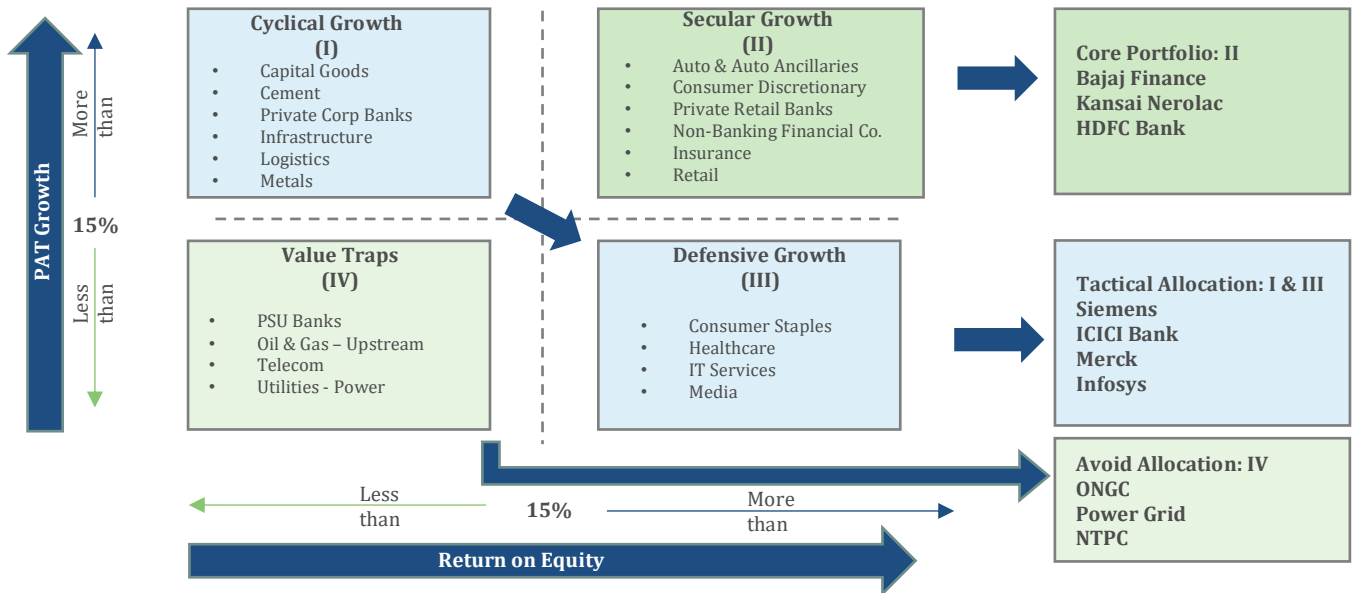 PAT Growth
More
than
15%
Less
than
Cyclical Growth
(I)
• Capital Goods
• Cement
• Private Corp Banks
• Infrastructure
• Logistics
• Metals
Secular Growth
(II)
• Auto & Auto Ancillaries
• Consumer Discretionary
• Private Retail Banks
• Non-Banking Financial Co.
• Insurance
• Retail
Core Portfolio: II
Bajaj Finance
Kansai Nerolac
HDFC Bank
Value Traps
(IV)
• PSU Banks
• Oil & Gas – Upstream
• Telecom
• Utilities - Power
Defensive Growth
(III)
• Consumer Staples
• Healthcare
• IT Services
• Media
Tactical Allocation: I & III
Siemens
ICICI Bank
Merck
Infosys
Avoid Allocation: IV
ONGC
Power Grid
NTPC
Less
than
15%
More
than
Return on Equity